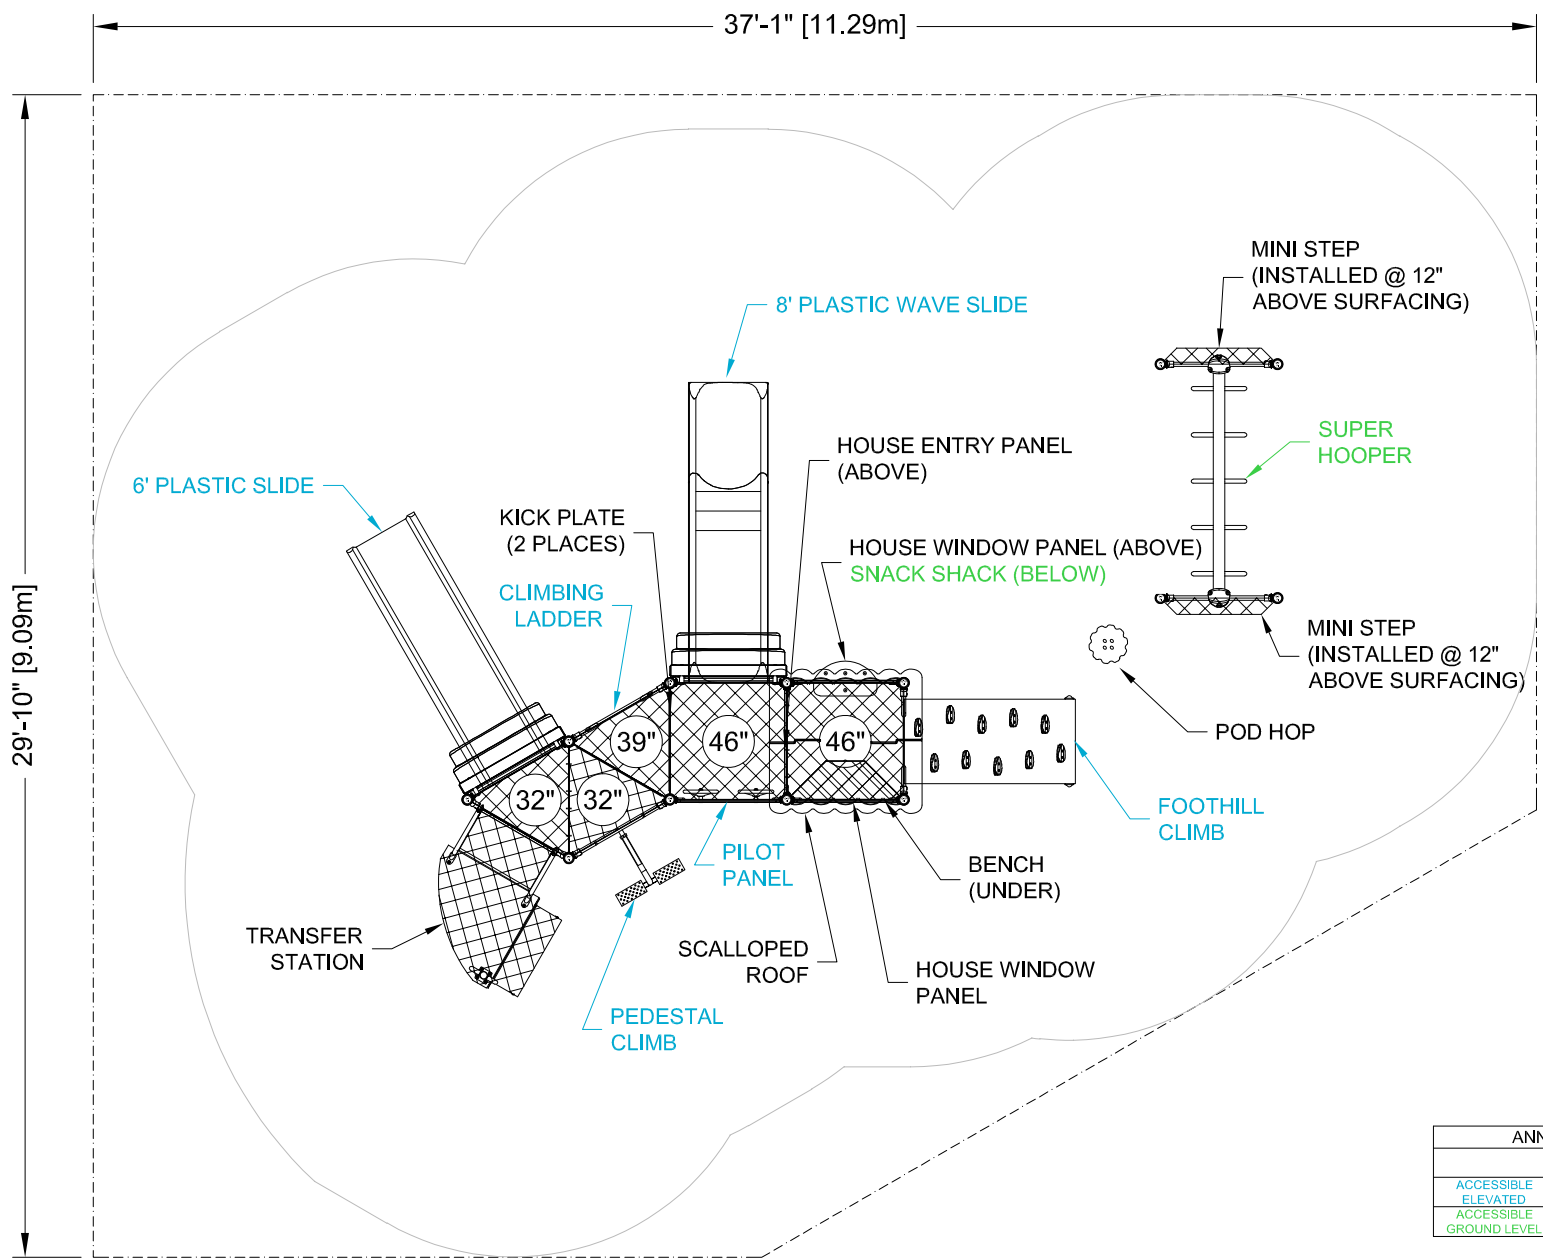 37'-1" [11.29m]
29'-10" [9.09m]
MINI STEP
(INSTALLED @ 12"
ABOVE SURFACING)
8' PLASTIC WAVE SLIDE
SUPER
HOOPER
HOUSE ENTRY PANEL
(ABOVE)
6' PLASTIC SLIDE
KICK PLATE
(2 PLACES)
HOUSE WINDOW PANEL (ABOVE)
SNACK SHACK (BELOW)
CLIMBING
LADDER
MINI STEP
(INSTALLED @ 12"
ABOVE SURFACING)
POD HOP
39"
46"
46"
32"
32"
FOOTHILL
CLIMB
PILOT
PANEL
BENCH
(UNDER)
TRANSFER
STATION
SCALLOPED
ROOF
HOUSE WINDOW
PANEL
PEDESTAL
CLIMB
ANN
ACCESSIBLE
ELEVATED
ACCESSIBLE
GROUND LEVEL